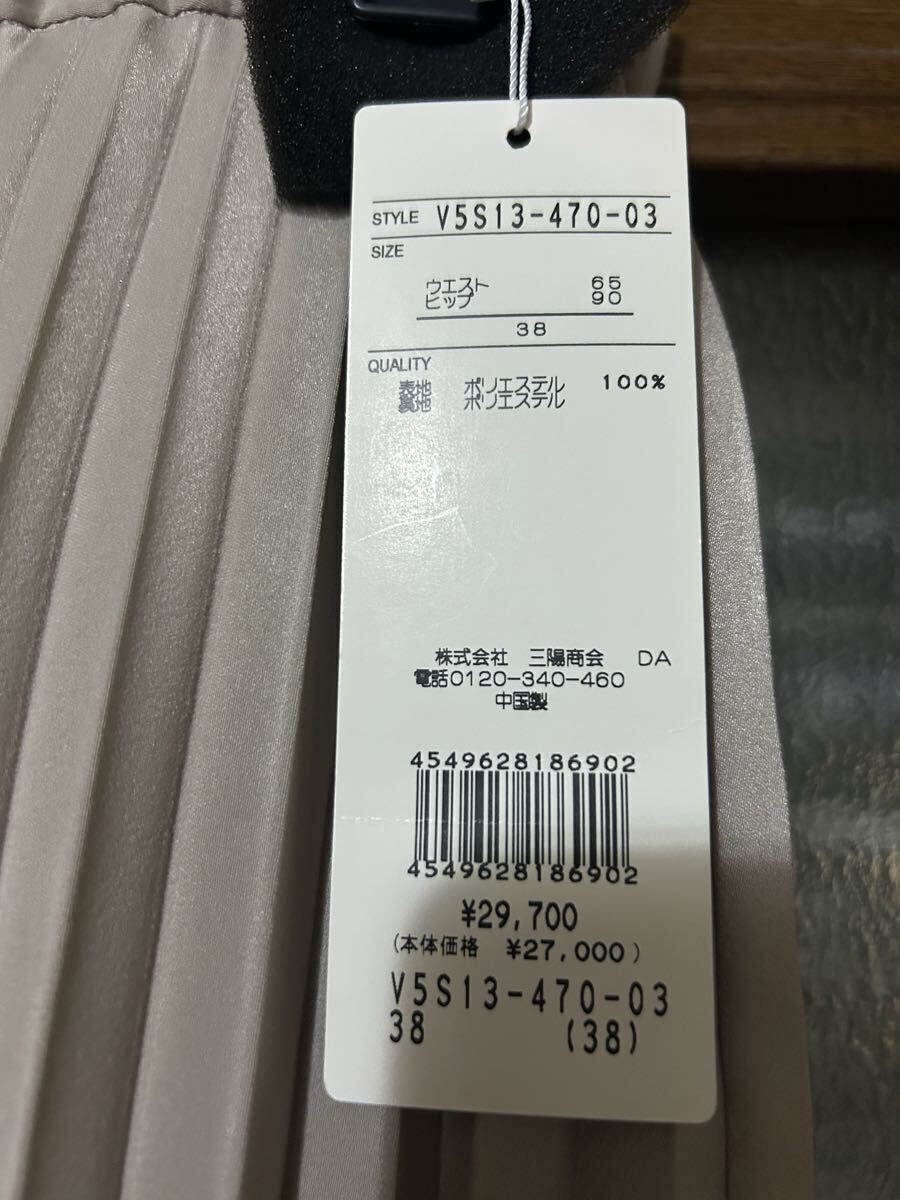 STYLE V5S13-470-03
SIZE
ウエスト 65
ヒップ 90
38
QUALITY
表地 ポリエステル 100%
裏地 ポリエステル
株式会社 三陽商会 DA
電話0120-340-460
中国製
4549628186902
4549628186902
¥29,700
(本体価格 ¥27,000)
V5S13-470-03
38 (38)